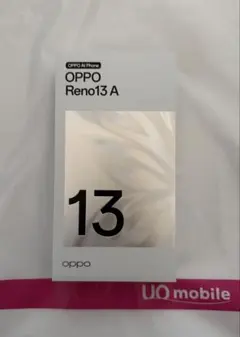 OPPO AI Phone
OPPO
Reno13 A
13
oppo
UQ mobile